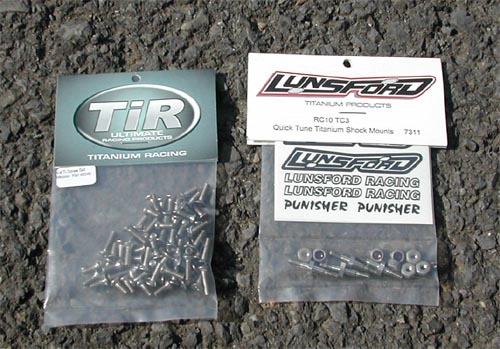 TiR
ULTIMATE
RACING PRODUCTS
TITANIUM RACING
LUNSFORD
TITANIUM PRODUCTS
RC10 TC3
Quick Tune Titanium Shock Mounts 7311
LUNSFORD
LUNSFORD RACING
LUNSFORD RACING
PUNISHER PUNISHER